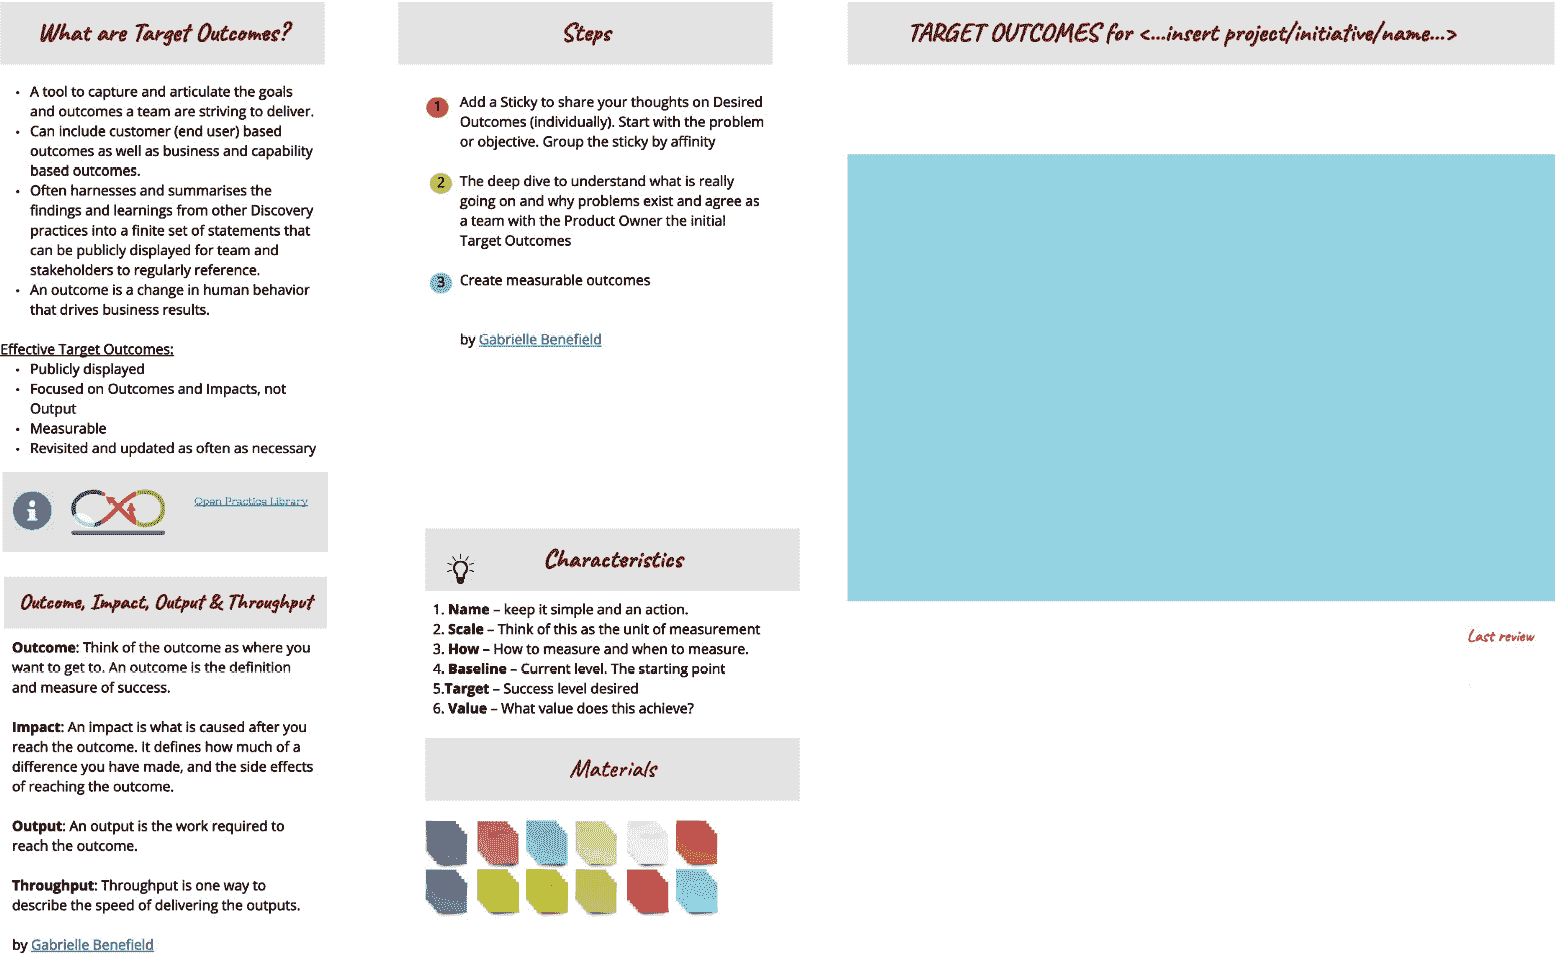 What are Target Outcomes?
• A tool to capture and articulate the goals
and outcomes a team are striving to deliver.
• Can include customer (end user) based
outcomes as well as business and capability
based outcomes.
• Often harnesses and summarises the
findings and learnings from other Discovery
practices into a finite set of statements that
can be publicly displayed for team and
stakeholders to regularly reference.
• An outcome is a change in human behavior
that drives business results.
Effective Target Outcomes:
• Publicly displayed
• Focused on Outcomes and Impacts, not
Output
• Measurable
• Revisited and updated as often as necessary
i
Open Practice Library
Outcome, Impact, Output & Throughput
Outcome: Think of the outcome as where you
want to get to. An outcome is the definition
and measure of success.
Impact: An impact is what is caused after you
reach the outcome. It defines how much of a
difference you have made, and the side effects
of reaching the outcome.
Output: An output is the work required to
reach the outcome.
Throughput: Throughput is one way to
describe the speed of delivering the outputs.
by Gabrielle Benefield
Steps
1 Add a Sticky to share your thoughts on Desired
Outcomes (individually). Start with the problem
or objective. Group the sticky by affinity
2 The deep dive to understand what is really
going on and why problems exist and agree as
a team with the Product Owner the initial
Target Outcomes
3 Create measurable outcomes
by Gabrielle Benefield
Characteristics
1. Name – keep it simple and an action.
2. Scale – Think of this as the unit of measurement
3. How – How to measure and when to measure.
4. Baseline – Current level. The starting point
5.Target – Success level desired
6. Value – What value does this achieve?
Materials
TARGET OUTCOMES for <...insert project/initiative/name...>
Last review